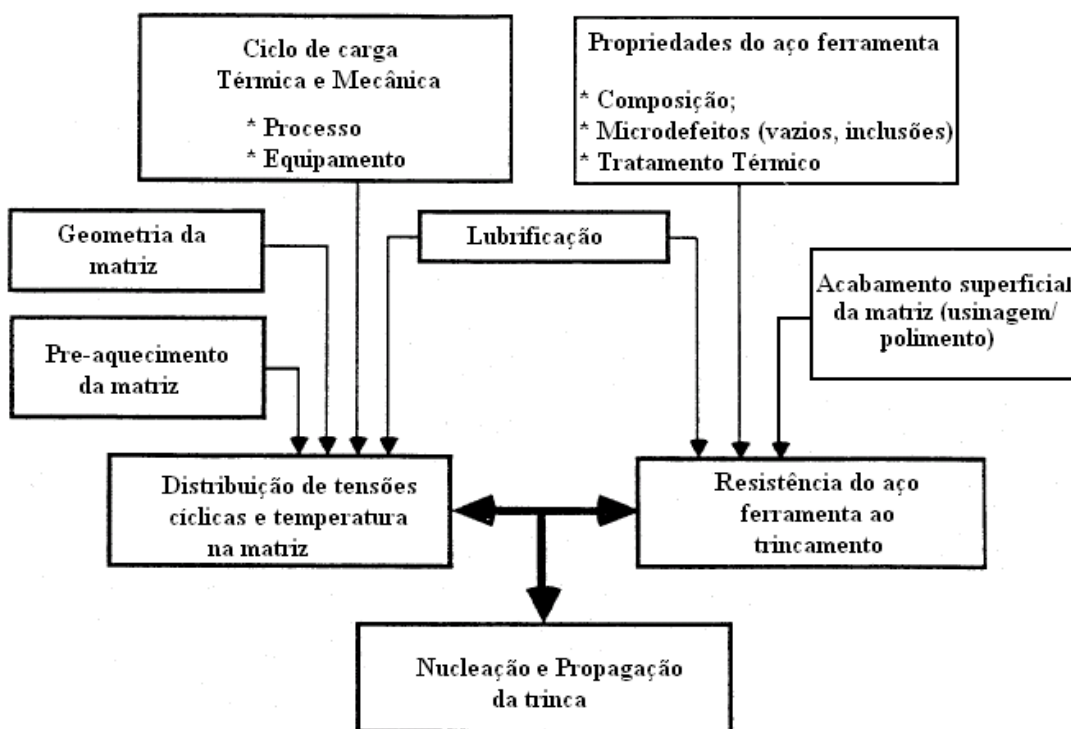 Ciclo de carga
Térmica e Mecânica
* Processo
* Equipamento
Propriedades do aço ferramenta
* Composição;
* Microdefeitos (vazios, inclusões)
* Tratamento Térmico
Geometria da
matriz
Lubrificação
Acabamento superficial
da matriz (usinagem/
polimento)
Pre-aquecimento
da matriz
Distribuição de tensões
cíclicas e temperatura
na matriz
Resistência do aço
ferramenta ao
trincamento
Nucleação e Propagação
da trinca